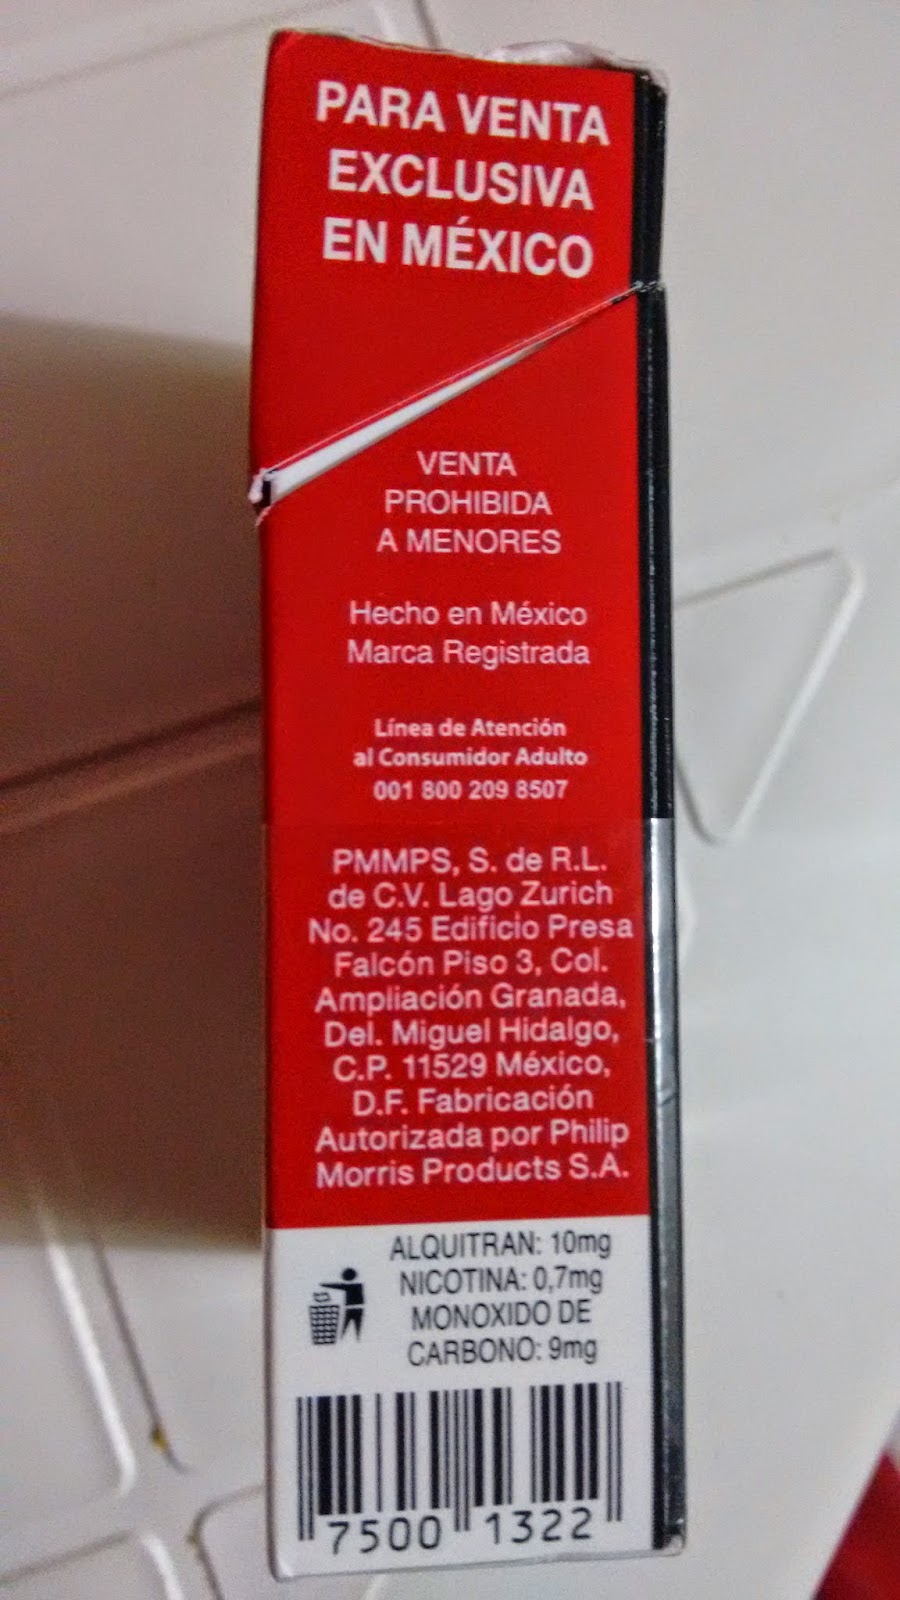 PARA VENTA
EXCLUSIVA
EN MÉXICO
VENTA
PROHIBIDA
A MENORES
Hecho en México
Marca Registrada
Línea de Atención
al Consumidor Adulto
001 800 209 8507
PMMPS, S. de R.L.
de C.V. Lago Zurich
No. 245 Edificio Presa
Falcón Piso 3, Col.
Ampliación Granada,
Del. Miguel Hidalgo,
C.P. 11529 México,
D.F. Fabricación
Autorizada por Philip
Morris Products S.A.
ALQUITRAN: 10mg
NICOTINA: 0,7mg
MONOXIDO DE
CARBONO: 9mg
7500 1322